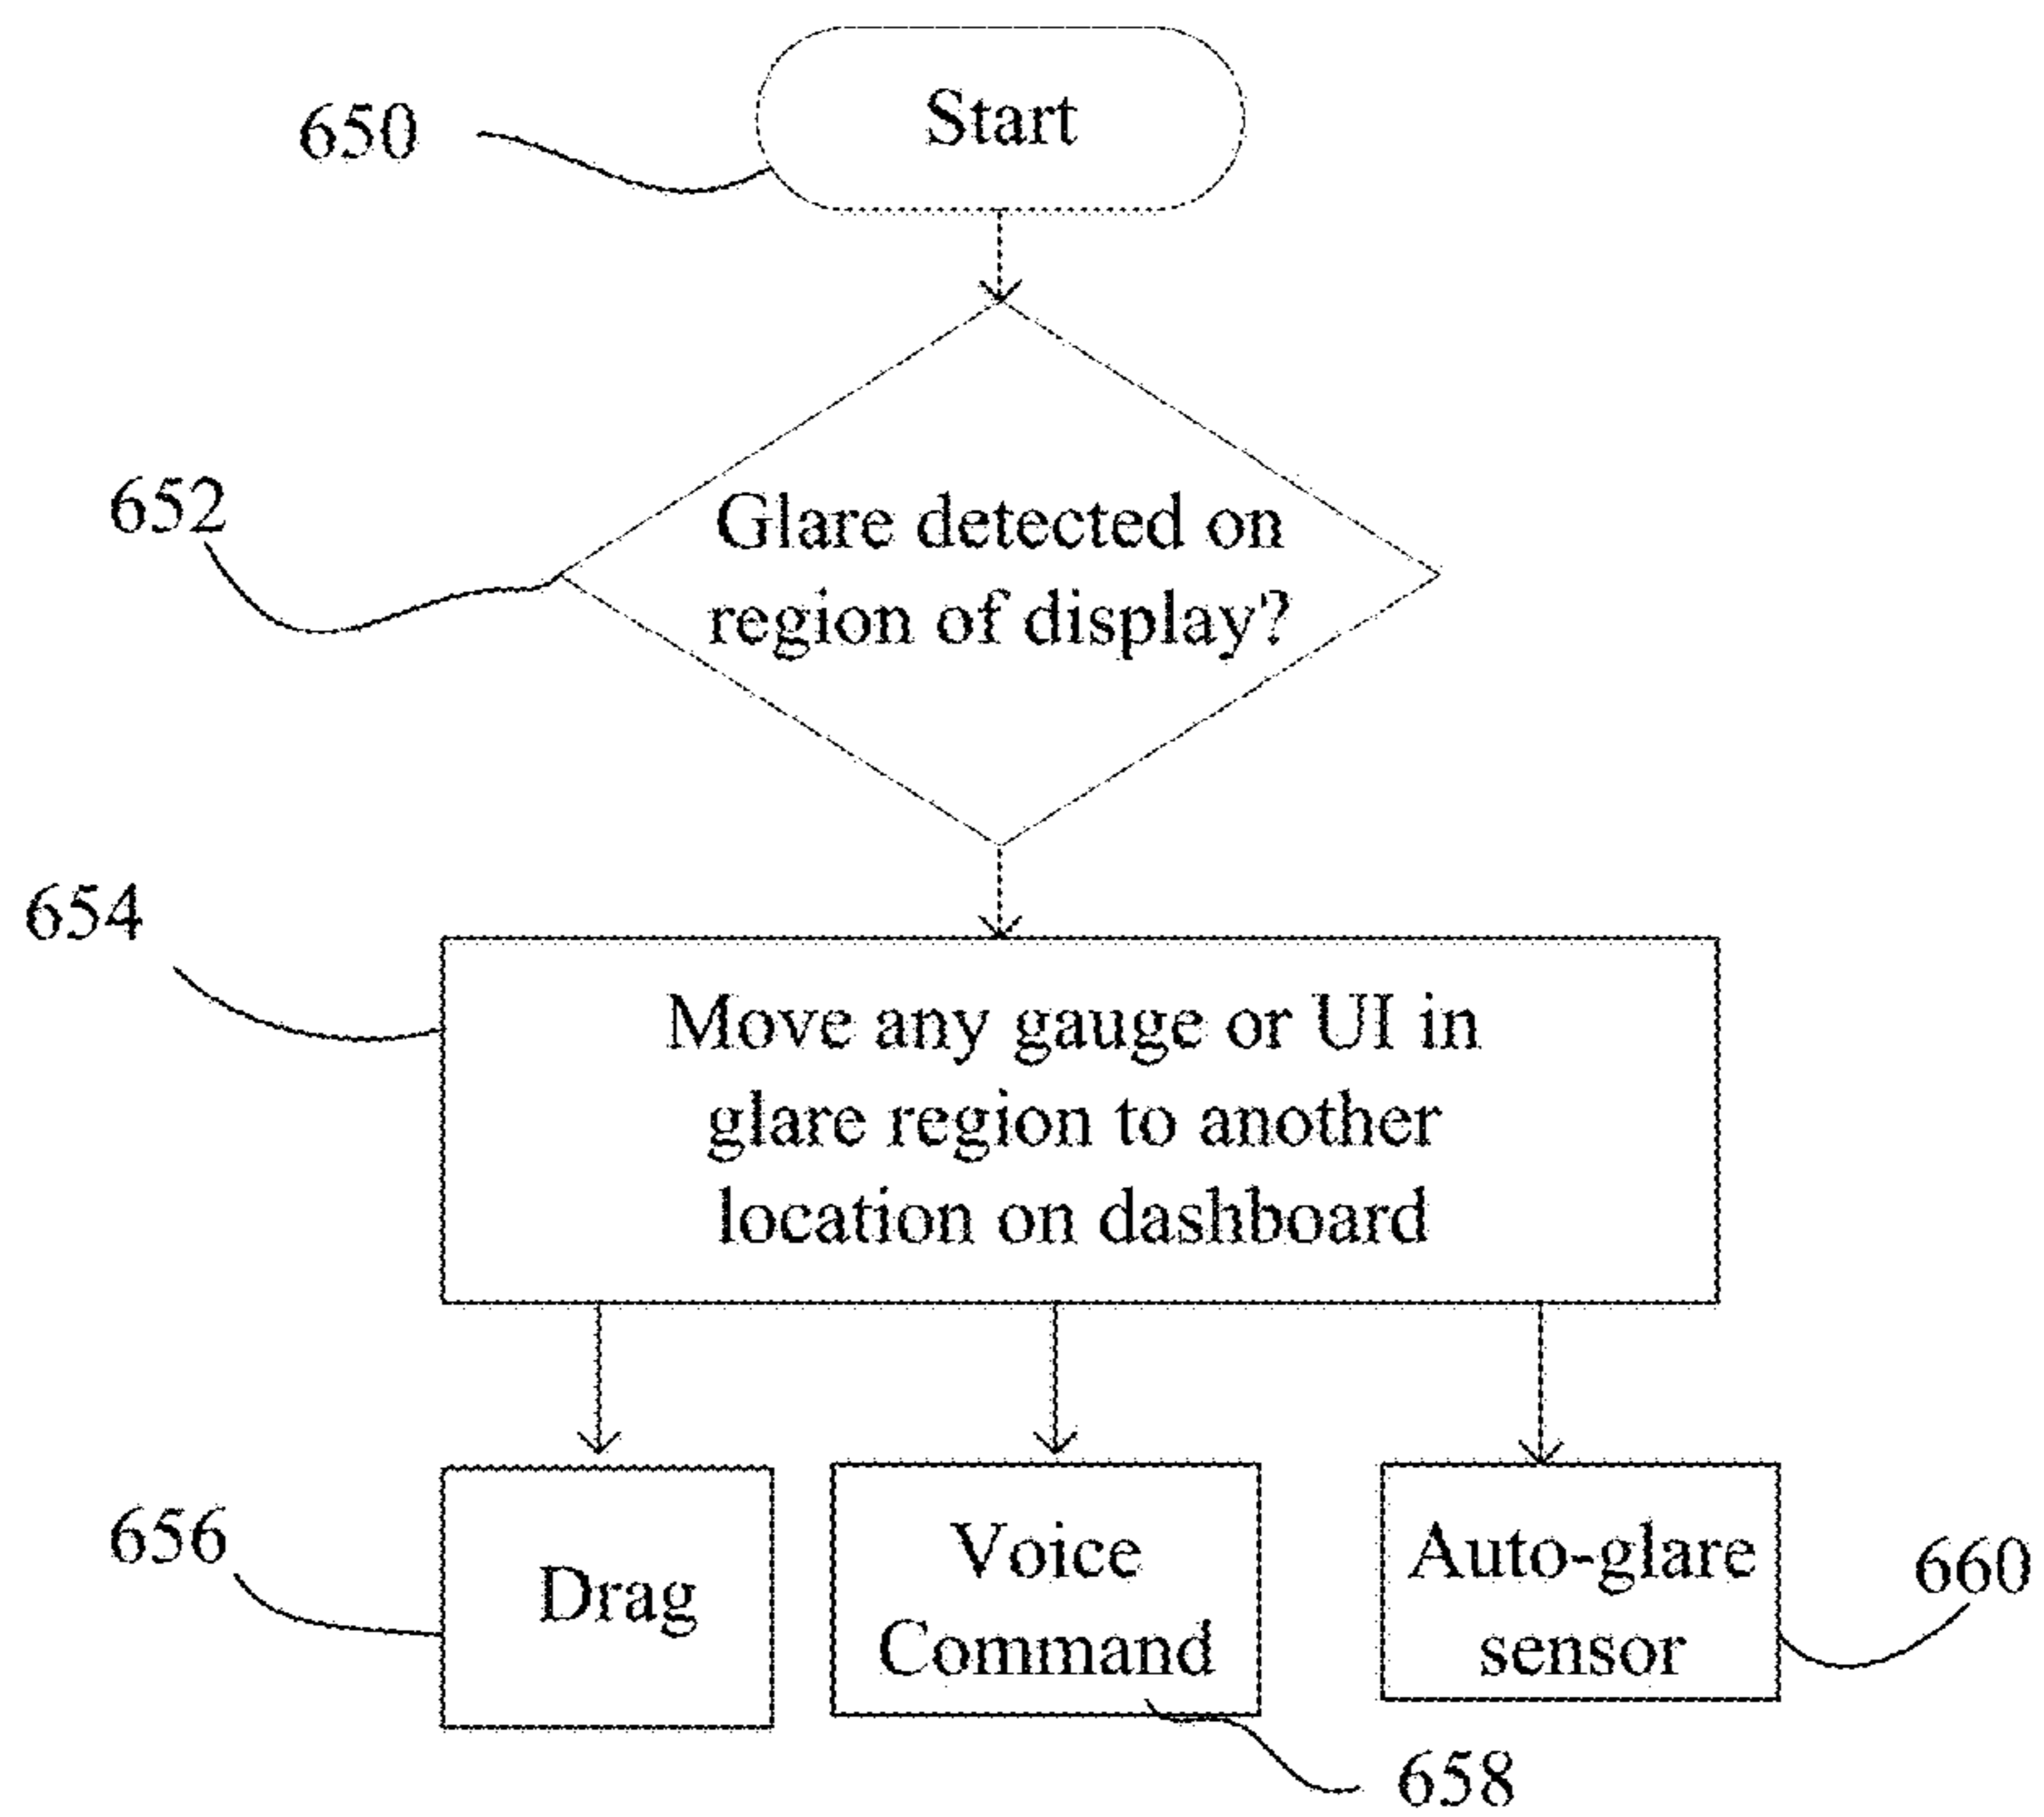 650
Start
652
Glare detected on
region of display?
654
Move any gauge or UI in
glare region to another
location on dashboard
656
Drag
Voice
Command
Auto-glare
sensor
660
658